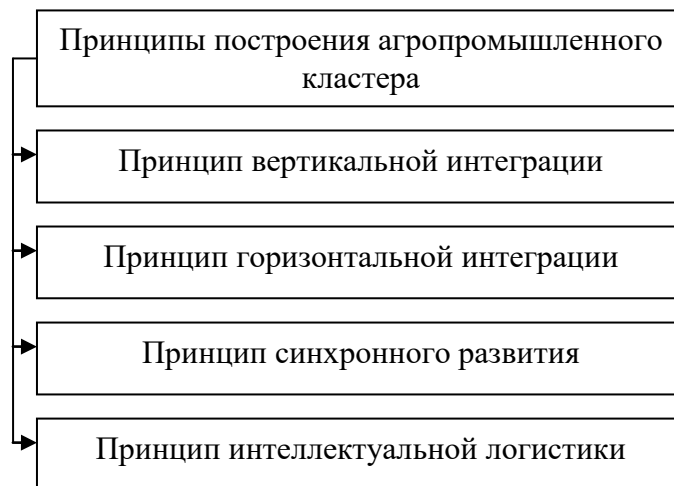 Принципы построения агропромышленного
кластера
Принцип вертикальной интеграции
Принцип горизонтальной интеграции
Принцип синхронного развития
Принцип интеллектуальной логистики